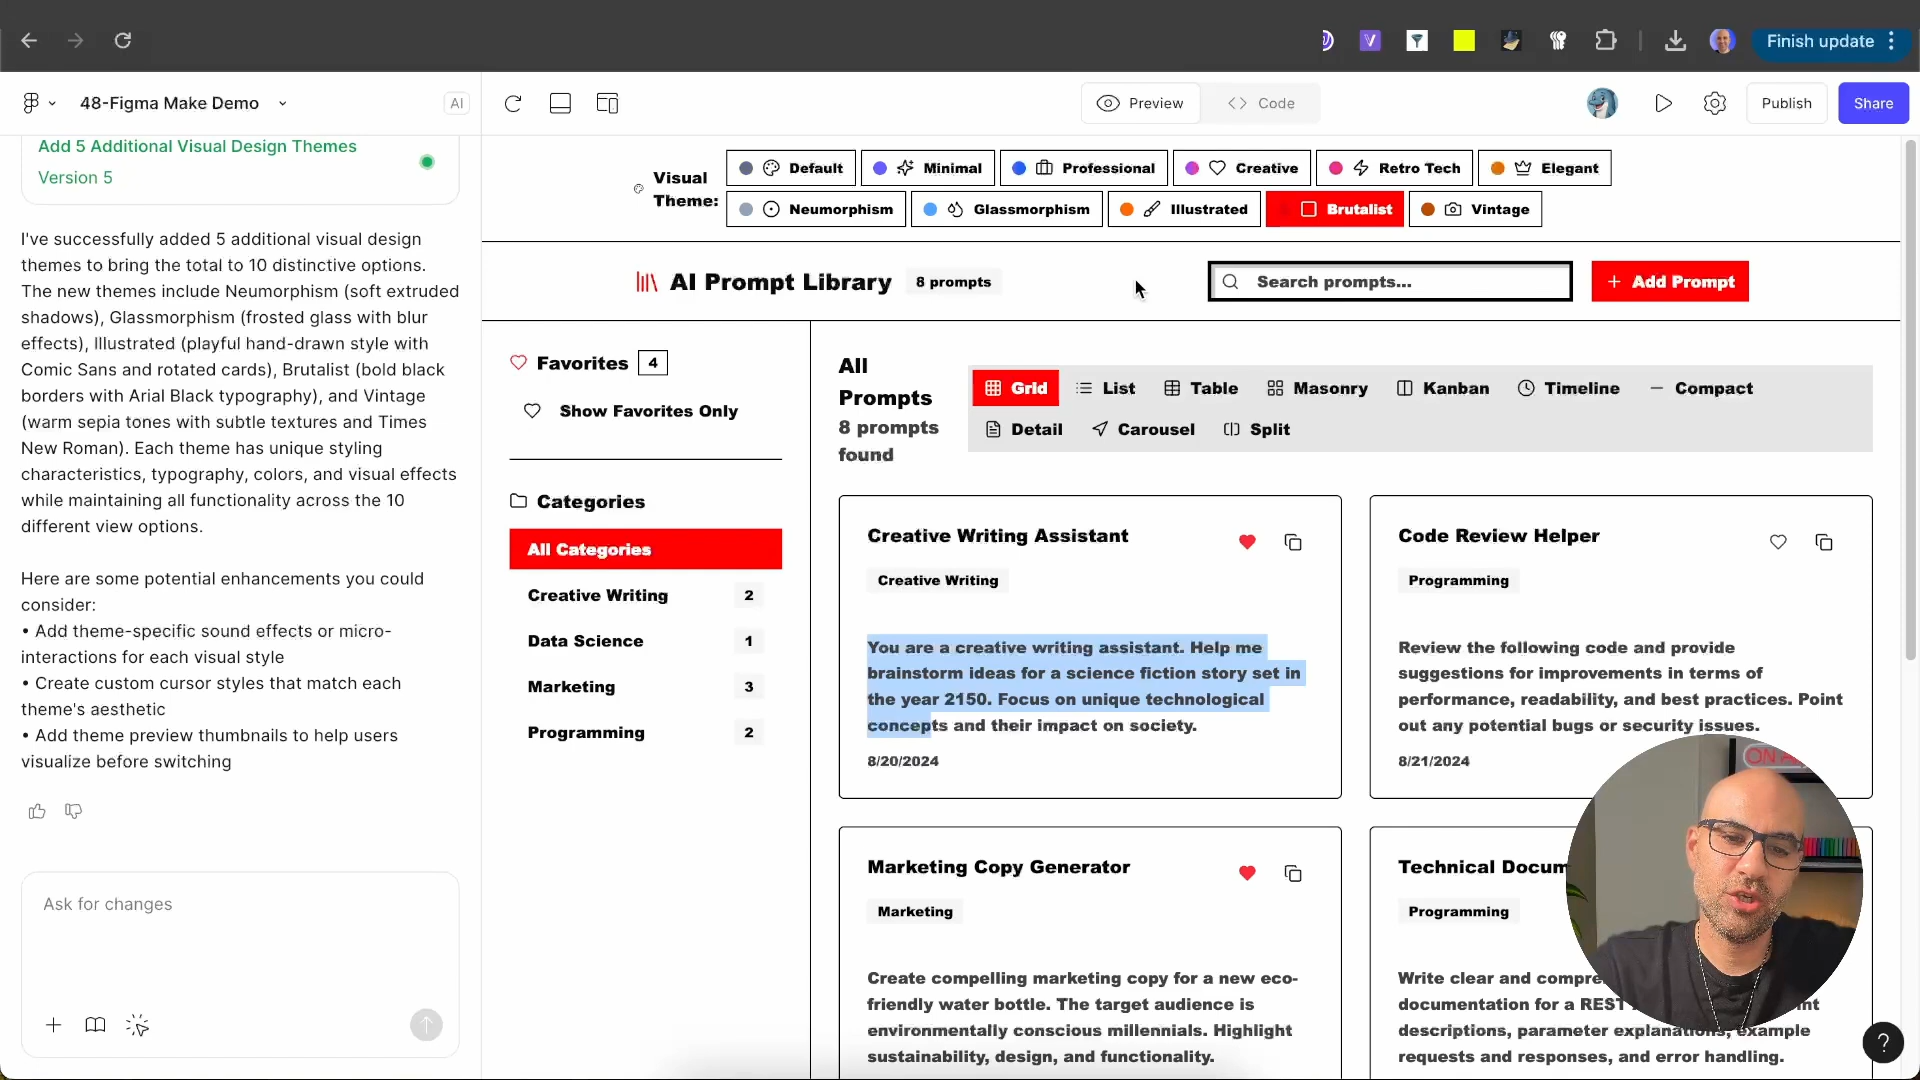 Finish update
48-Figma Make Demo
AI
Preview
Code
Publish
Share
Add 5 Additional Visual Design Themes
Version 5
I've successfully added 5 additional visual design
themes to bring the total to 10 distinctive options.
The new themes include Neumorphism (soft extruded
shadows), Glassmorphism (frosted glass with blur
effects), Illustrated (playful hand-drawn style with
Comic Sans and rotated cards), Brutalist (bold black
borders with Arial Black typography), and Vintage
(warm sepia tones with subtle textures and Times
New Roman). Each theme has unique styling
characteristics, typography, colors, and visual effects
while maintaining all functionality across the 10
different view options.
Here are some potential enhancements you could
consider:
• Add theme-specific sound effects or micro-
interactions for each visual style
• Create custom cursor styles that match each
theme's aesthetic
• Add theme preview thumbnails to help users
visualize before switching
Ask for changes
Visual
Theme:
Default
Minimal
Professional
Creative
Retro Tech
Elegant
Neumorphism
Glassmorphism
Illustrated
Brutalist
Vintage
AI Prompt Library
8 prompts
Search prompts...
+ Add Prompt
Favorites 4
Show Favorites Only
Categories
All Categories
Creative Writing 2
Data Science 1
Marketing 3
Programming 2
All
Prompts
8 prompts
found
Grid
List
Table
Masonry
Kanban
Timeline
Compact
Detail
Carousel
Split
Creative Writing Assistant
Creative Writing
You are a creative writing assistant. Help me
brainstorm ideas for a science fiction story set in
the year 2150. Focus on unique technological
concepts and their impact on society.
8/20/2024
Code Review Helper
Programming
Review the following code and provide
suggestions for improvements in terms of
performance, readability, and best practices. Point
out any potential bugs or security issues.
8/21/2024
Marketing Copy Generator
Marketing
Create compelling marketing copy for a new eco-
friendly water bottle. The target audience is
environmentally conscious millennials. Highlight
sustainability, design, and functionality.
Technical Docum
Programming
Write clear and compre
documentation for a REST
descriptions, parameter explanations, example
requests and responses, and error handling.
ON
?